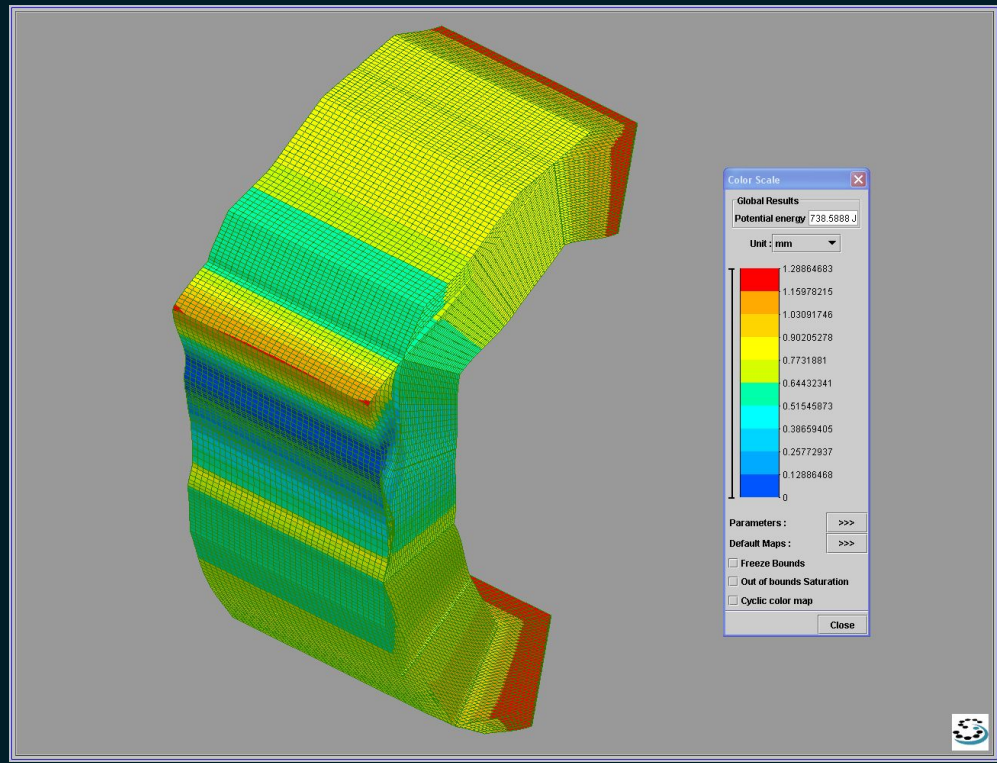 Color Scale
Global Results
Potential energy 738.5888 J
Unit : mm
1.28864683
1.15978215
1.03091746
0.90205278
0.7731881
0.64432341
0.51545873
0.38659405
0.25772937
0.12886468
0
Parameters : >>>
Default Maps : >>>
Freeze Bounds
Out of bounds Saturation
Cyclic color map
Close